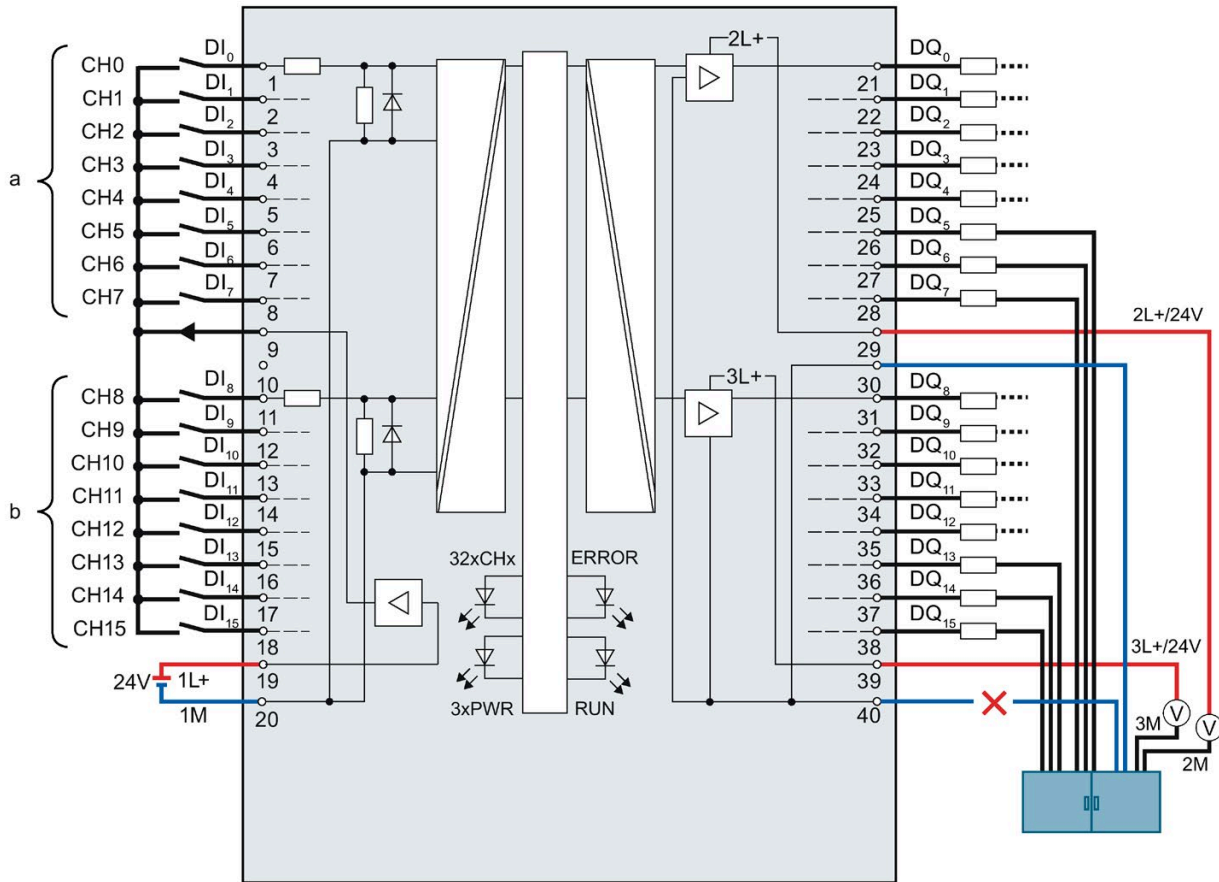 2L+
CH0 DI0 1 21 DQ0
CH1 DI1 2 22 DQ1
CH2 DI2 3 23 DQ2
CH3 DI3 4 24 DQ3
a
CH4 DI4 5 25 DQ4
CH5 DI5 6 26 DQ5
CH6 DI6 7 27 DQ6
CH7 DI7 8 28 DQ7
2L+/24V
9 29
3L+
CH8 DI8 10 30 DQ8
CH9 DI9 11 31 DQ9
CH10 DI10 12 32 DQ10
CH11 DI11 13 33 DQ11
b
CH12 DI12 14 34 DQ12
CH13 DI13 15 35 DQ13
32xCHx ERROR
CH14 DI14 16 36 DQ14
CH15 DI15 17 37 DQ15
18 38
3L+/24V
24V 1L+ 19 39
1M 20 3xPWR RUN 40
3M V V
2M